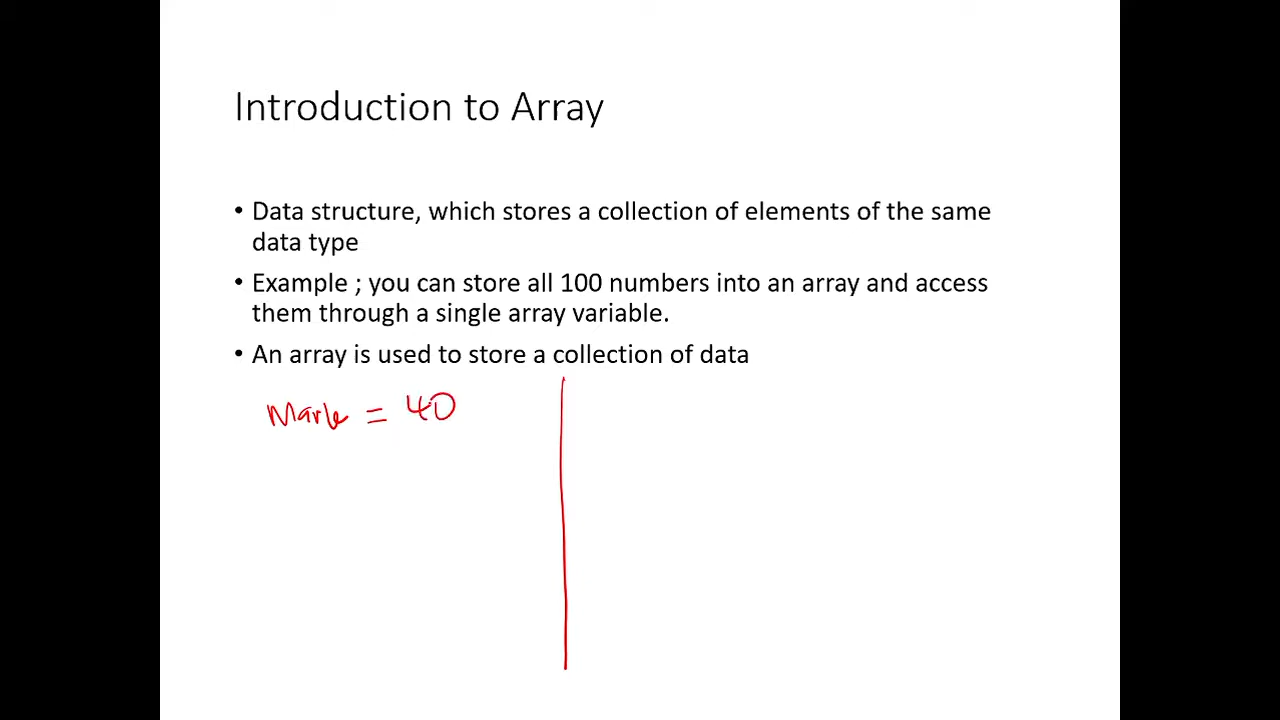 Introduction to Array
• Data structure, which stores a collection of elements of the same
data type
• Example ; you can store all 100 numbers into an array and access
them through a single array variable.
• An array is used to store a collection of data
Mark = 40